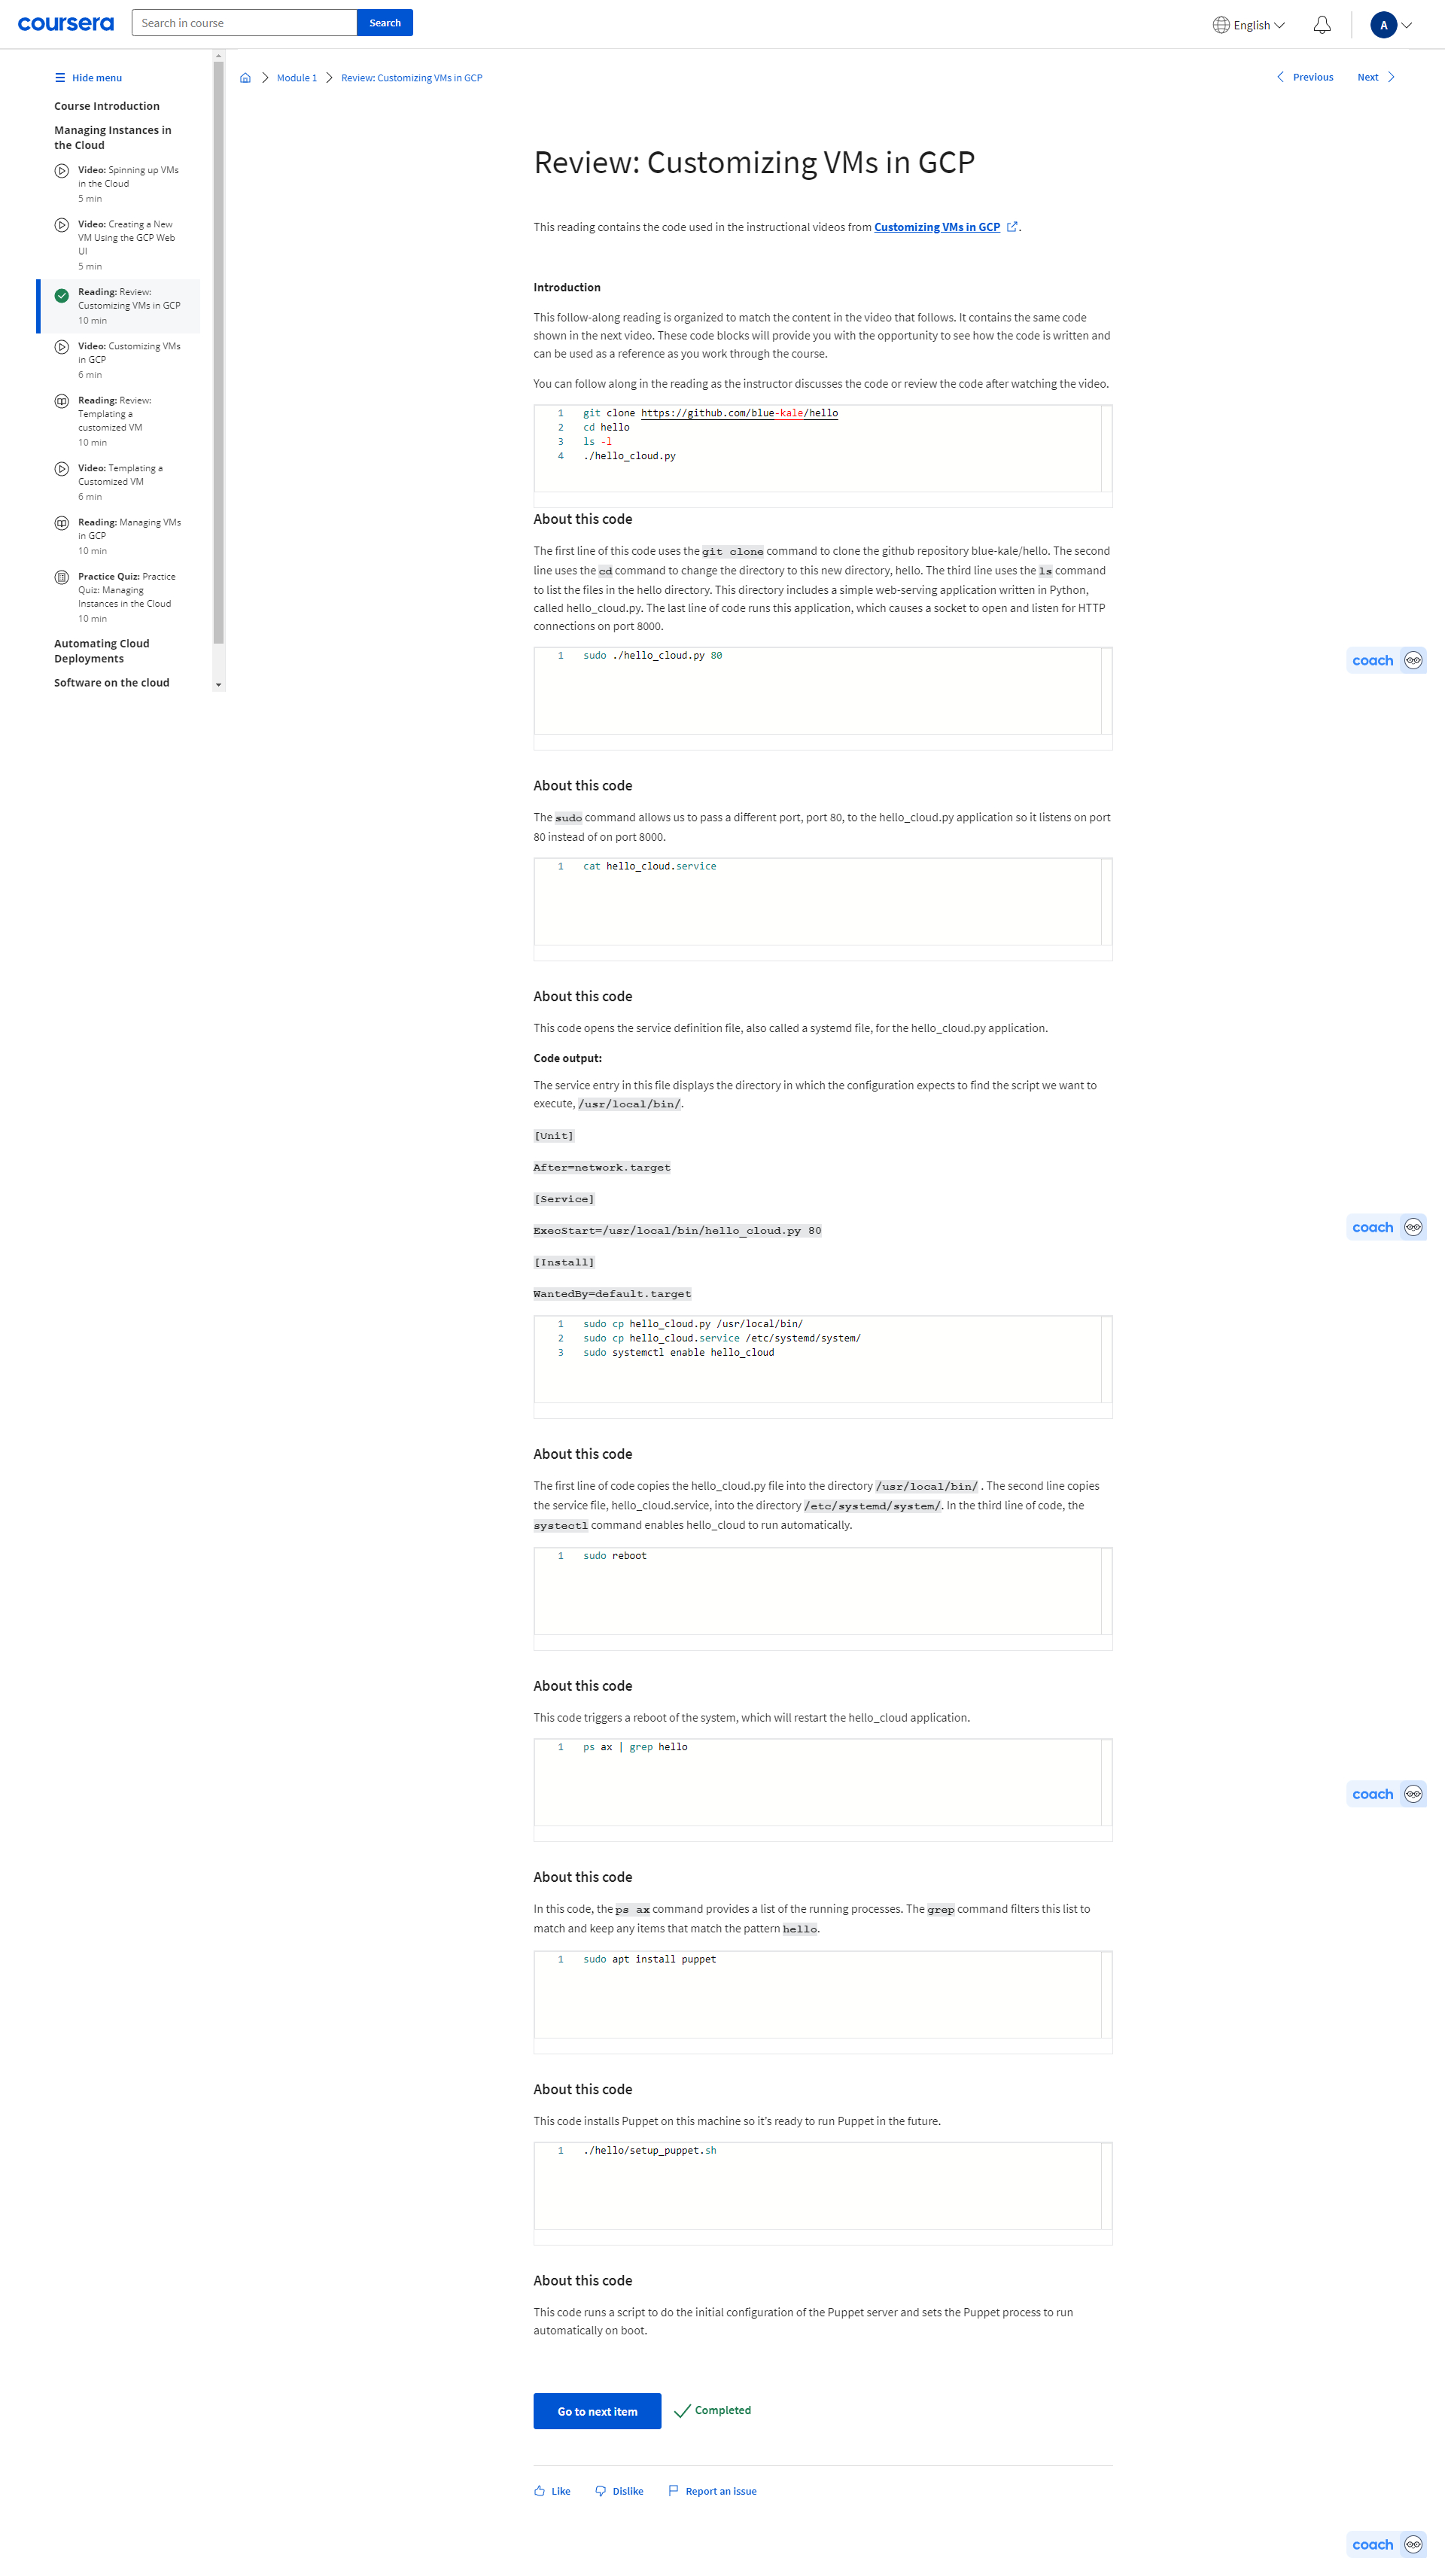 coursera
Search in course
Search
English
A
Hide menu
Course Introduction
Managing Instances in
the Cloud
Video: Spinning up VMs
in the Cloud
5 min
Video: Creating a New
VM Using the GCP Web
UI
5 min
Reading: Review:
Customizing VMs in GCP
10 min
Video: Customizing VMs
in GCP
6 min
Reading: Review:
Templating a
customized VM
10 min
Video: Templating a
Customized VM
6 min
Reading: Managing VMs
in GCP
10 min
Practice Quiz: Practice
Quiz: Managing
Instances in the Cloud
10 min
Automating Cloud
Deployments
Software on the cloud
Module 1
Review: Customizing VMs in GCP
Previous
Next
Review: Customizing VMs in GCP
This reading contains the code used in the instructional videos from Customizing VMs in GCP.
Introduction
This follow-along reading is organized to match the content in the video that follows. It contains the same code
shown in the next video. These code blocks will provide you with the opportunity to see how the code is written and
can be used as a reference as you work through the course.
You can follow along in the reading as the instructor discusses the code or review the code after watching the video.
1 git clone https://github.com/blue-kale/hello
2 cd hello
3 ls -l
4 ./hello_cloud.py
About this code
The first line of this code uses the git clone command to clone the github repository blue-kale/hello. The second
line uses the cd command to change the directory to this new directory, hello. The third line uses the ls command
to list the files in the hello directory. This directory includes a simple web-serving application written in Python,
called hello_cloud.py. The last line of code runs this application, which causes a socket to open and listen for HTTP
connections on port 8000.
1 sudo ./hello_cloud.py 80
coach
About this code
The sudo command allows us to pass a different port, port 80, to the hello_cloud.py application so it listens on port
80 instead of on port 8000.
1 cat hello_cloud.service
About this code
This code opens the service definition file, also called a systemd file, for the hello_cloud.py application.
Code output:
The service entry in this file displays the directory in which the configuration expects to find the script we want to
execute, /usr/local/bin/.
[Unit]
After=network.target
[Service]
ExecStart=/usr/local/bin/hello_cloud.py 80
coach
[Install]
WantedBy=default.target
1 sudo cp hello_cloud.py /usr/local/bin/
2 sudo cp hello_cloud.service /etc/systemd/system/
3 sudo systemctl enable hello_cloud
About this code
The first line of code copies the hello_cloud.py file into the directory /usr/local/bin/ . The second line copies
the service file, hello_cloud.service, into the directory /etc/systemd/system/. In the third line of code, the
systectl command enables hello_cloud to run automatically.
1 sudo reboot
About this code
This code triggers a reboot of the system, which will restart the hello_cloud application.
1 ps ax | grep hello
coach
About this code
In this code, the ps ax command provides a list of the running processes. The grep command filters this list to
match and keep any items that match the pattern hello.
1 sudo apt install puppet
About this code
This code installs Puppet on this machine so it's ready to run Puppet in the future.
1 ./hello/setup_puppet.sh
About this code
This code runs a script to do the initial configuration of the Puppet server and sets the Puppet process to run
automatically on boot.
Go to next item
Completed
Like
Dislike
Report an issue
coach